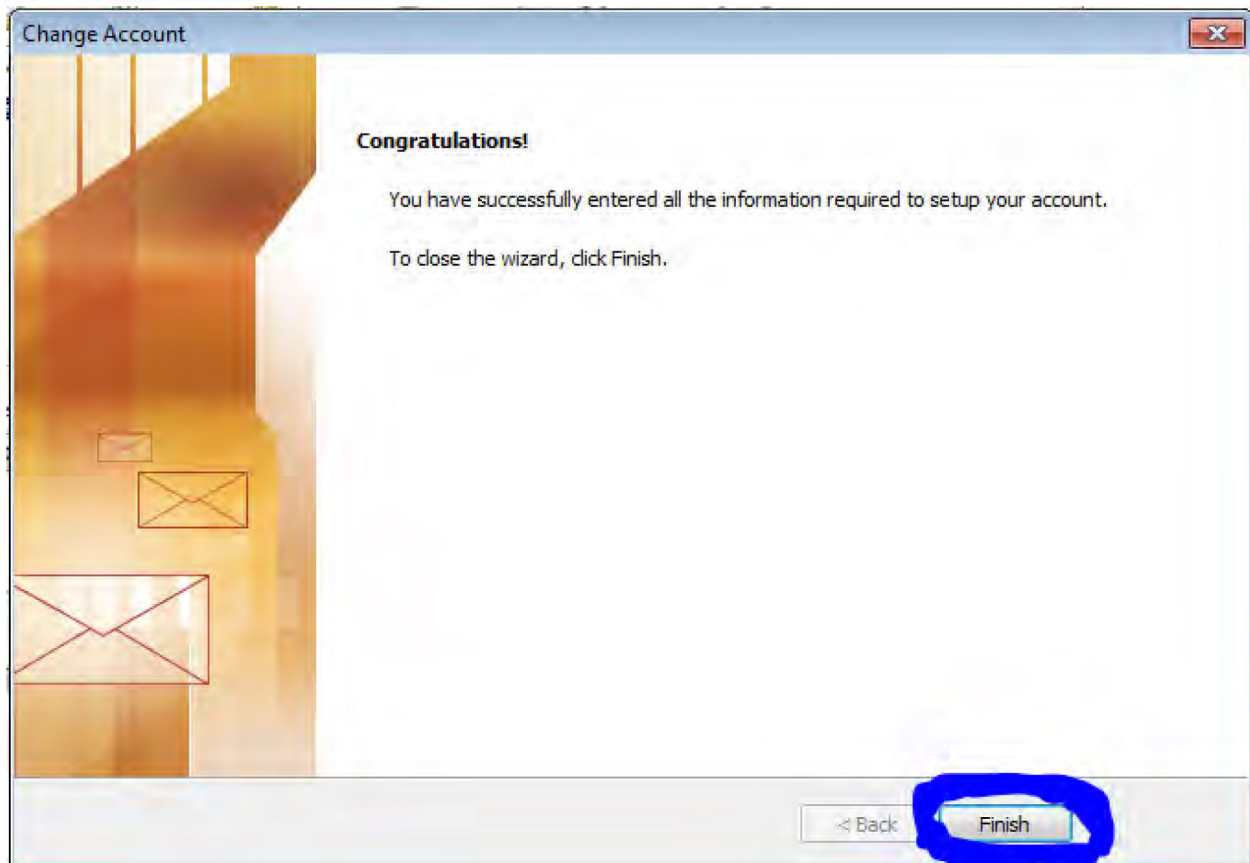 Change Account
Congratulations!
You have successfully entered all the information required to setup your account.
To close the wizard, click Finish.
< Back
Finish